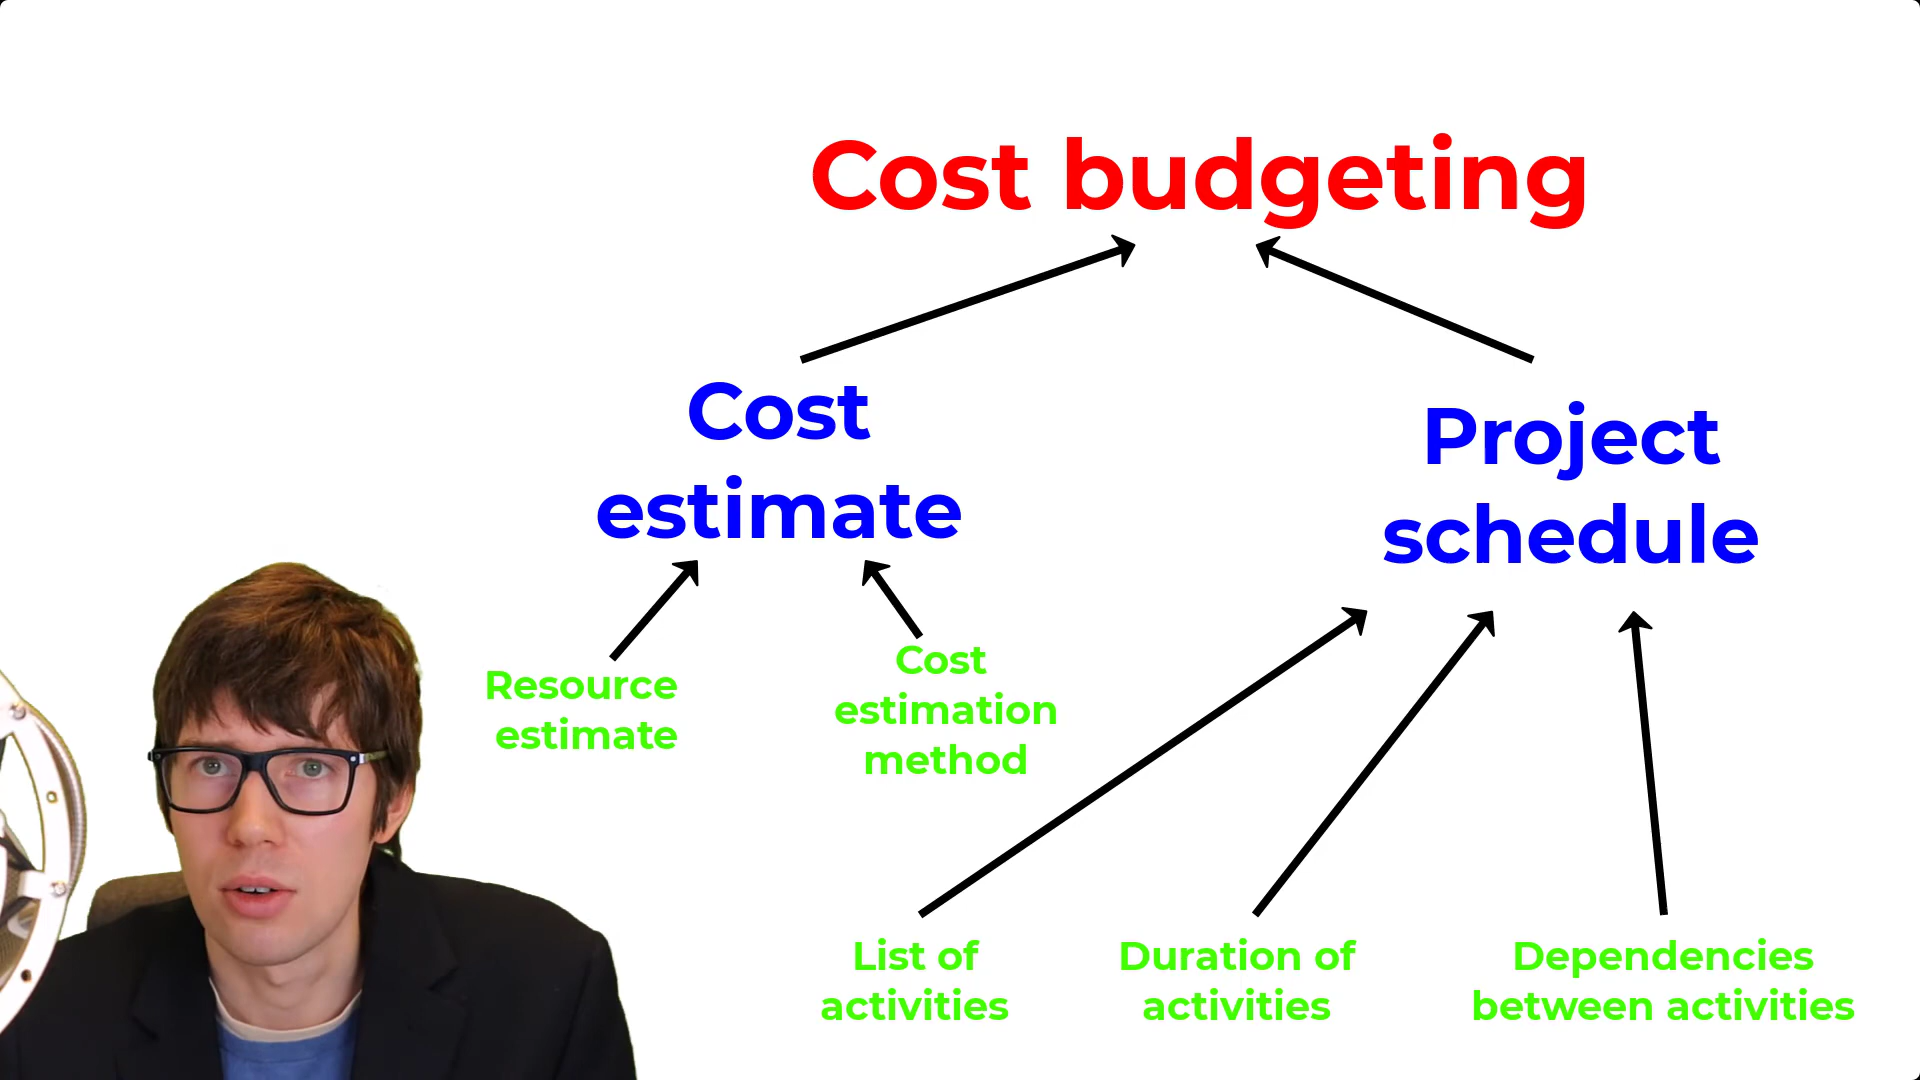 Cost budgeting
Cost
estimate
Project
schedule
Resource
estimate
Cost
estimation
method
List of
activities
Duration of
activities
Dependencies
between activities